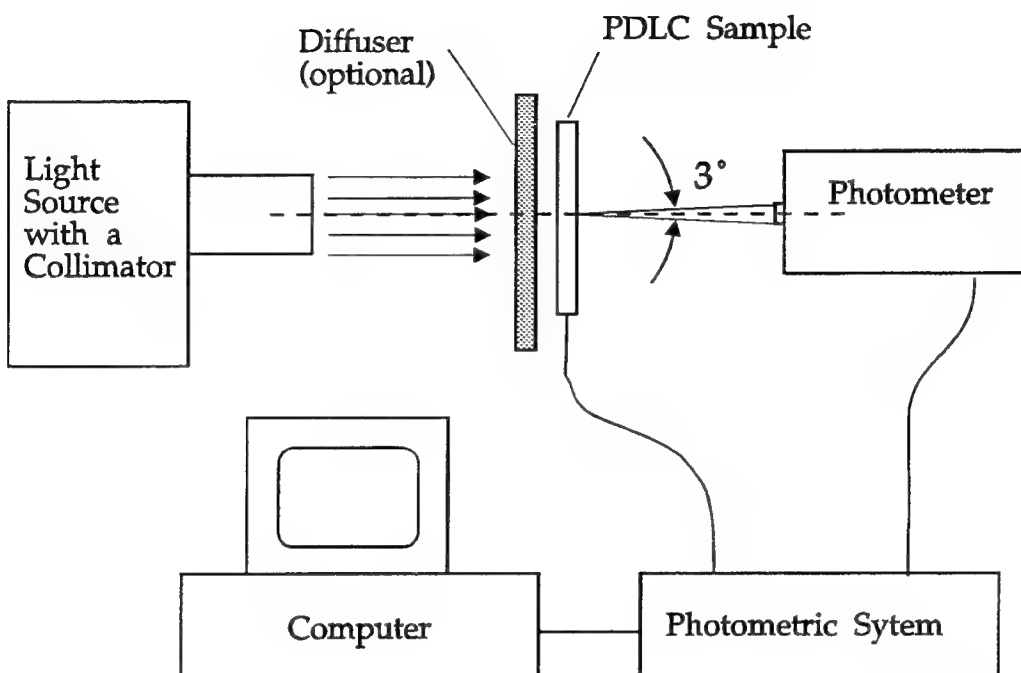 PDLC Sample
Diffuser
(optional)
Light
Source
with a
Collimator
3°
Photometer
Computer
Photometric Sytem